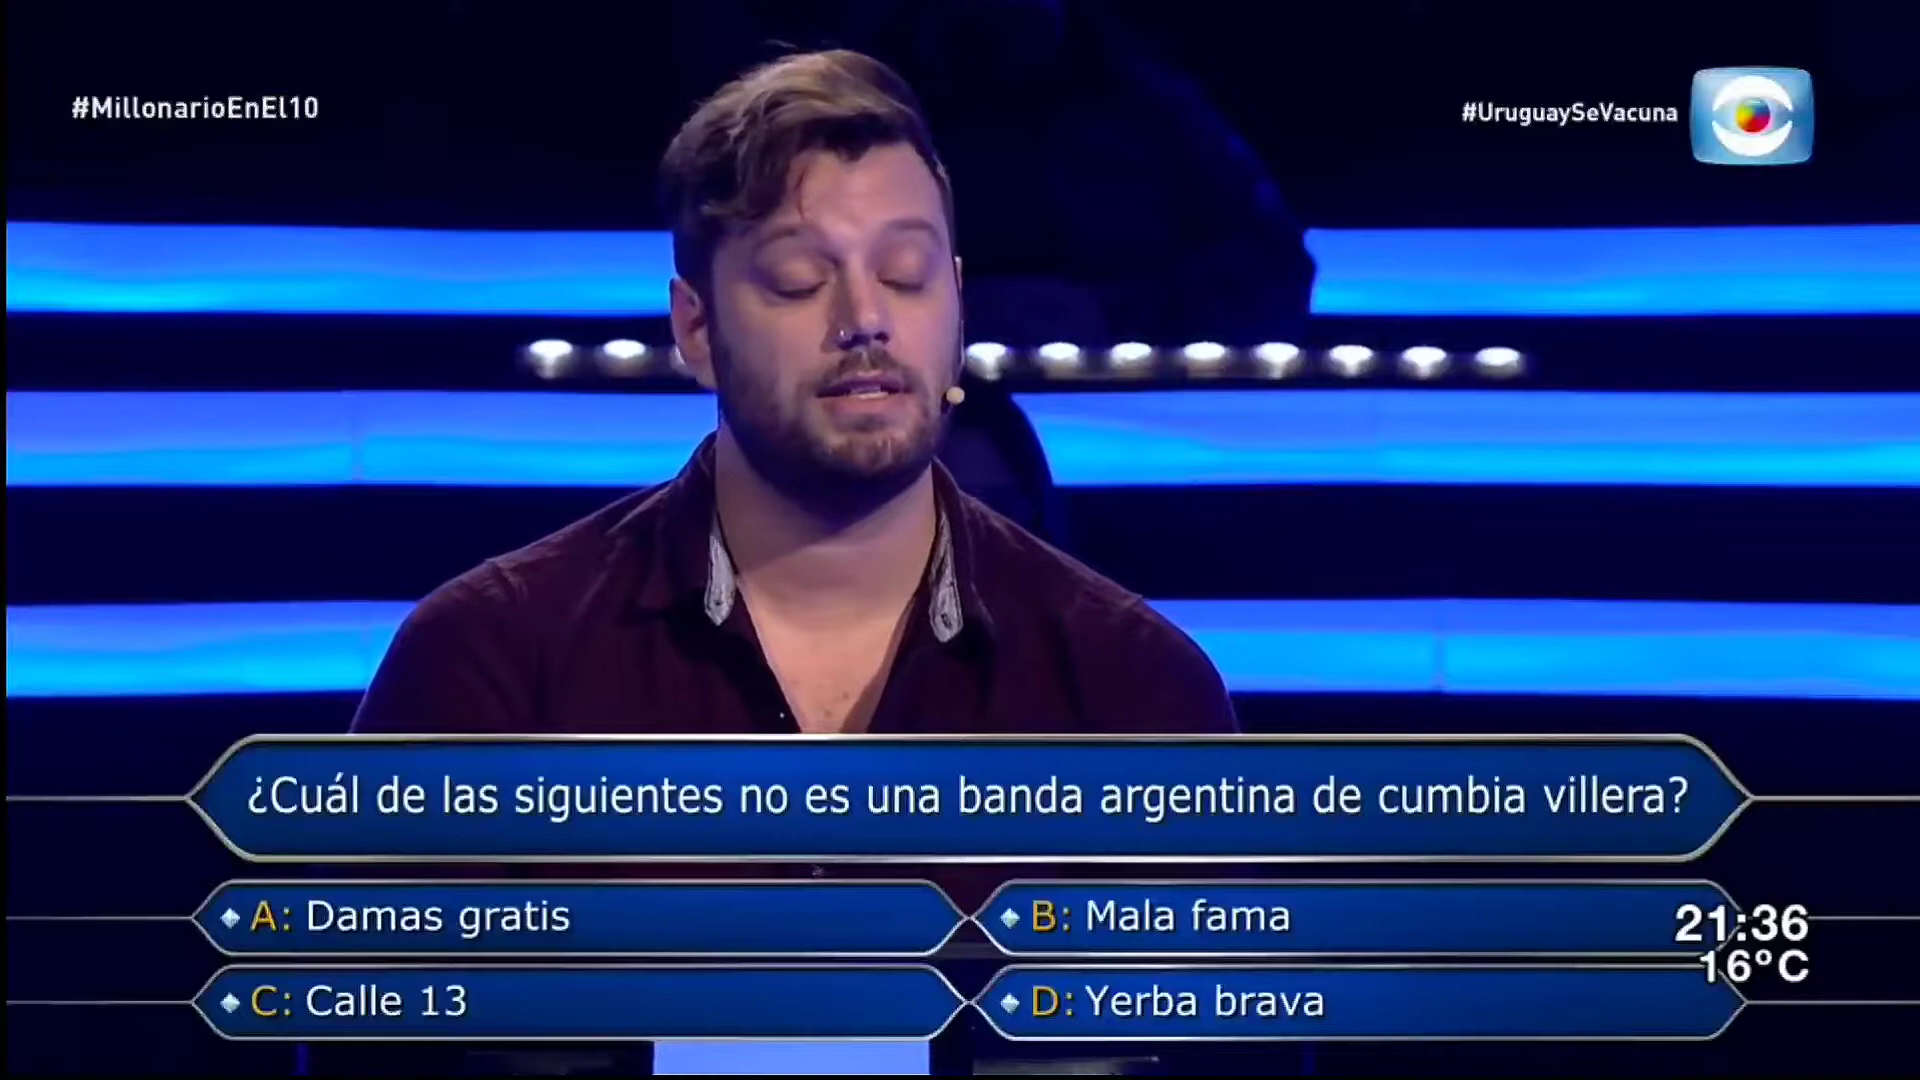 #MillonarioEnEl10
#UruguaySeVacuna
¿Cuál de las siguientes no es una banda argentina de cumbia villera?
A: Damas gratis
B: Mala fama
C: Calle 13
D: Yerba brava
21:36
16ºC